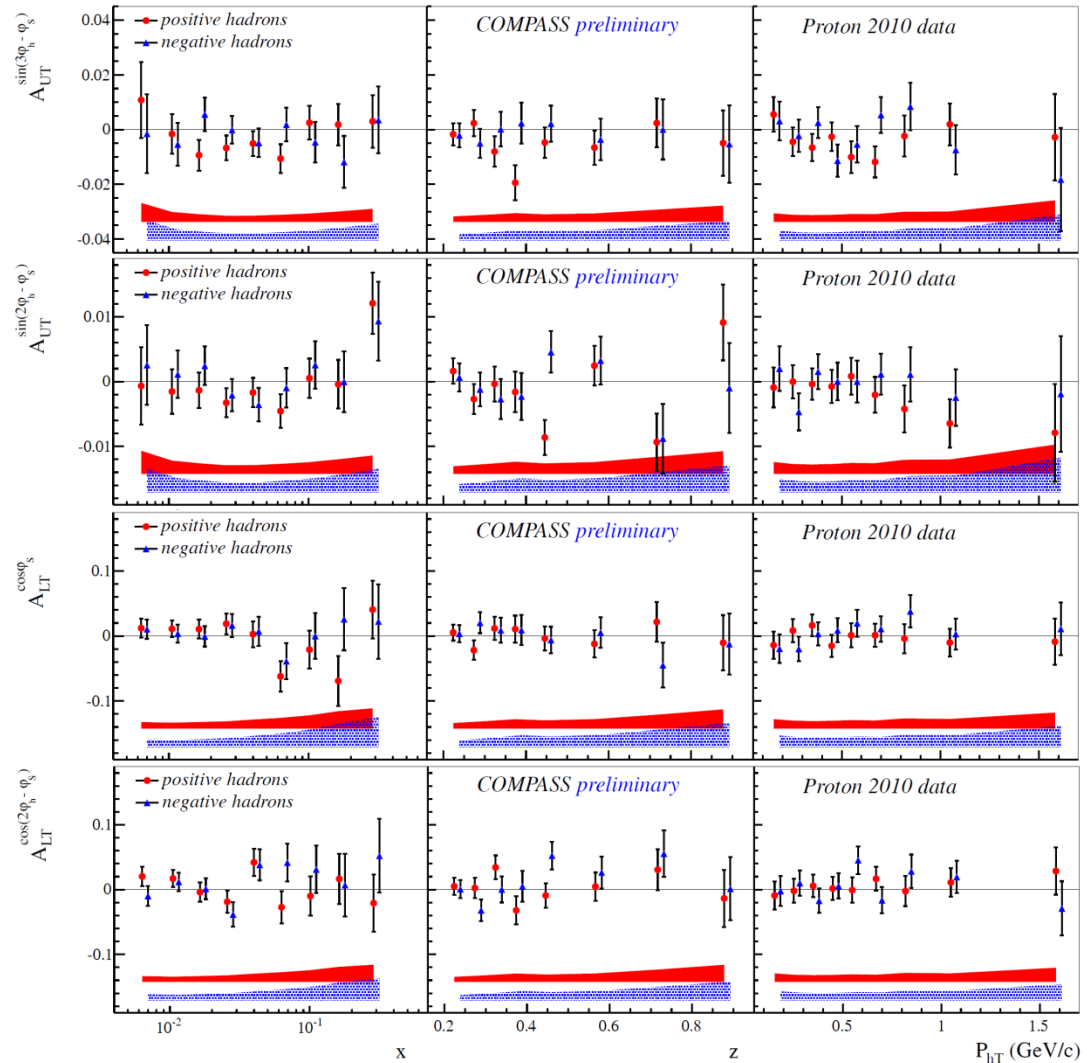 positive hadrons
negative hadrons
COMPASS preliminary
Proton 2010 data
A_UT^sin(3φ_h - φ_S)
0.04
0.02
0
-0.02
-0.04
positive hadrons
negative hadrons
COMPASS preliminary
Proton 2010 data
A_UT^sin(2φ_h - φ_S)
0.01
0
-0.01
positive hadrons
negative hadrons
COMPASS preliminary
Proton 2010 data
A_LT^cosφ_S
0.1
0
-0.1
positive hadrons
negative hadrons
COMPASS preliminary
Proton 2010 data
A_LT^cos(2φ_h - φ_S)
0.1
0
-0.1
10^-2 10^-1 0.2 0.4 0.6 0.8 0.5 1 1.5
x z P_hT (GeV/c)